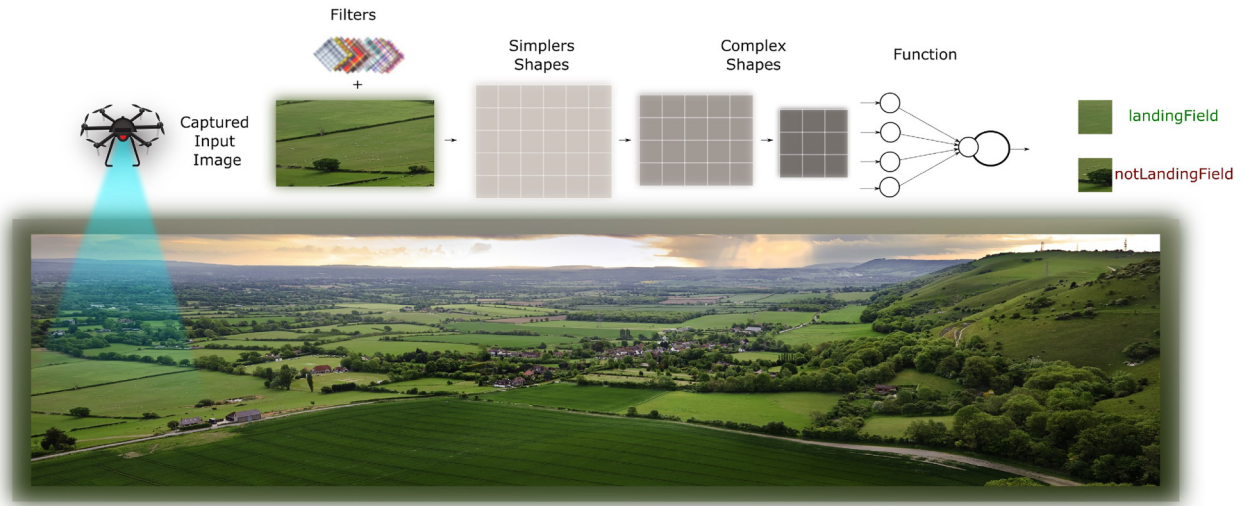 Filters
+
Simplers
Shapes
Complex
Shapes
Function
Captured
Input
Image
landingField
notLandingField